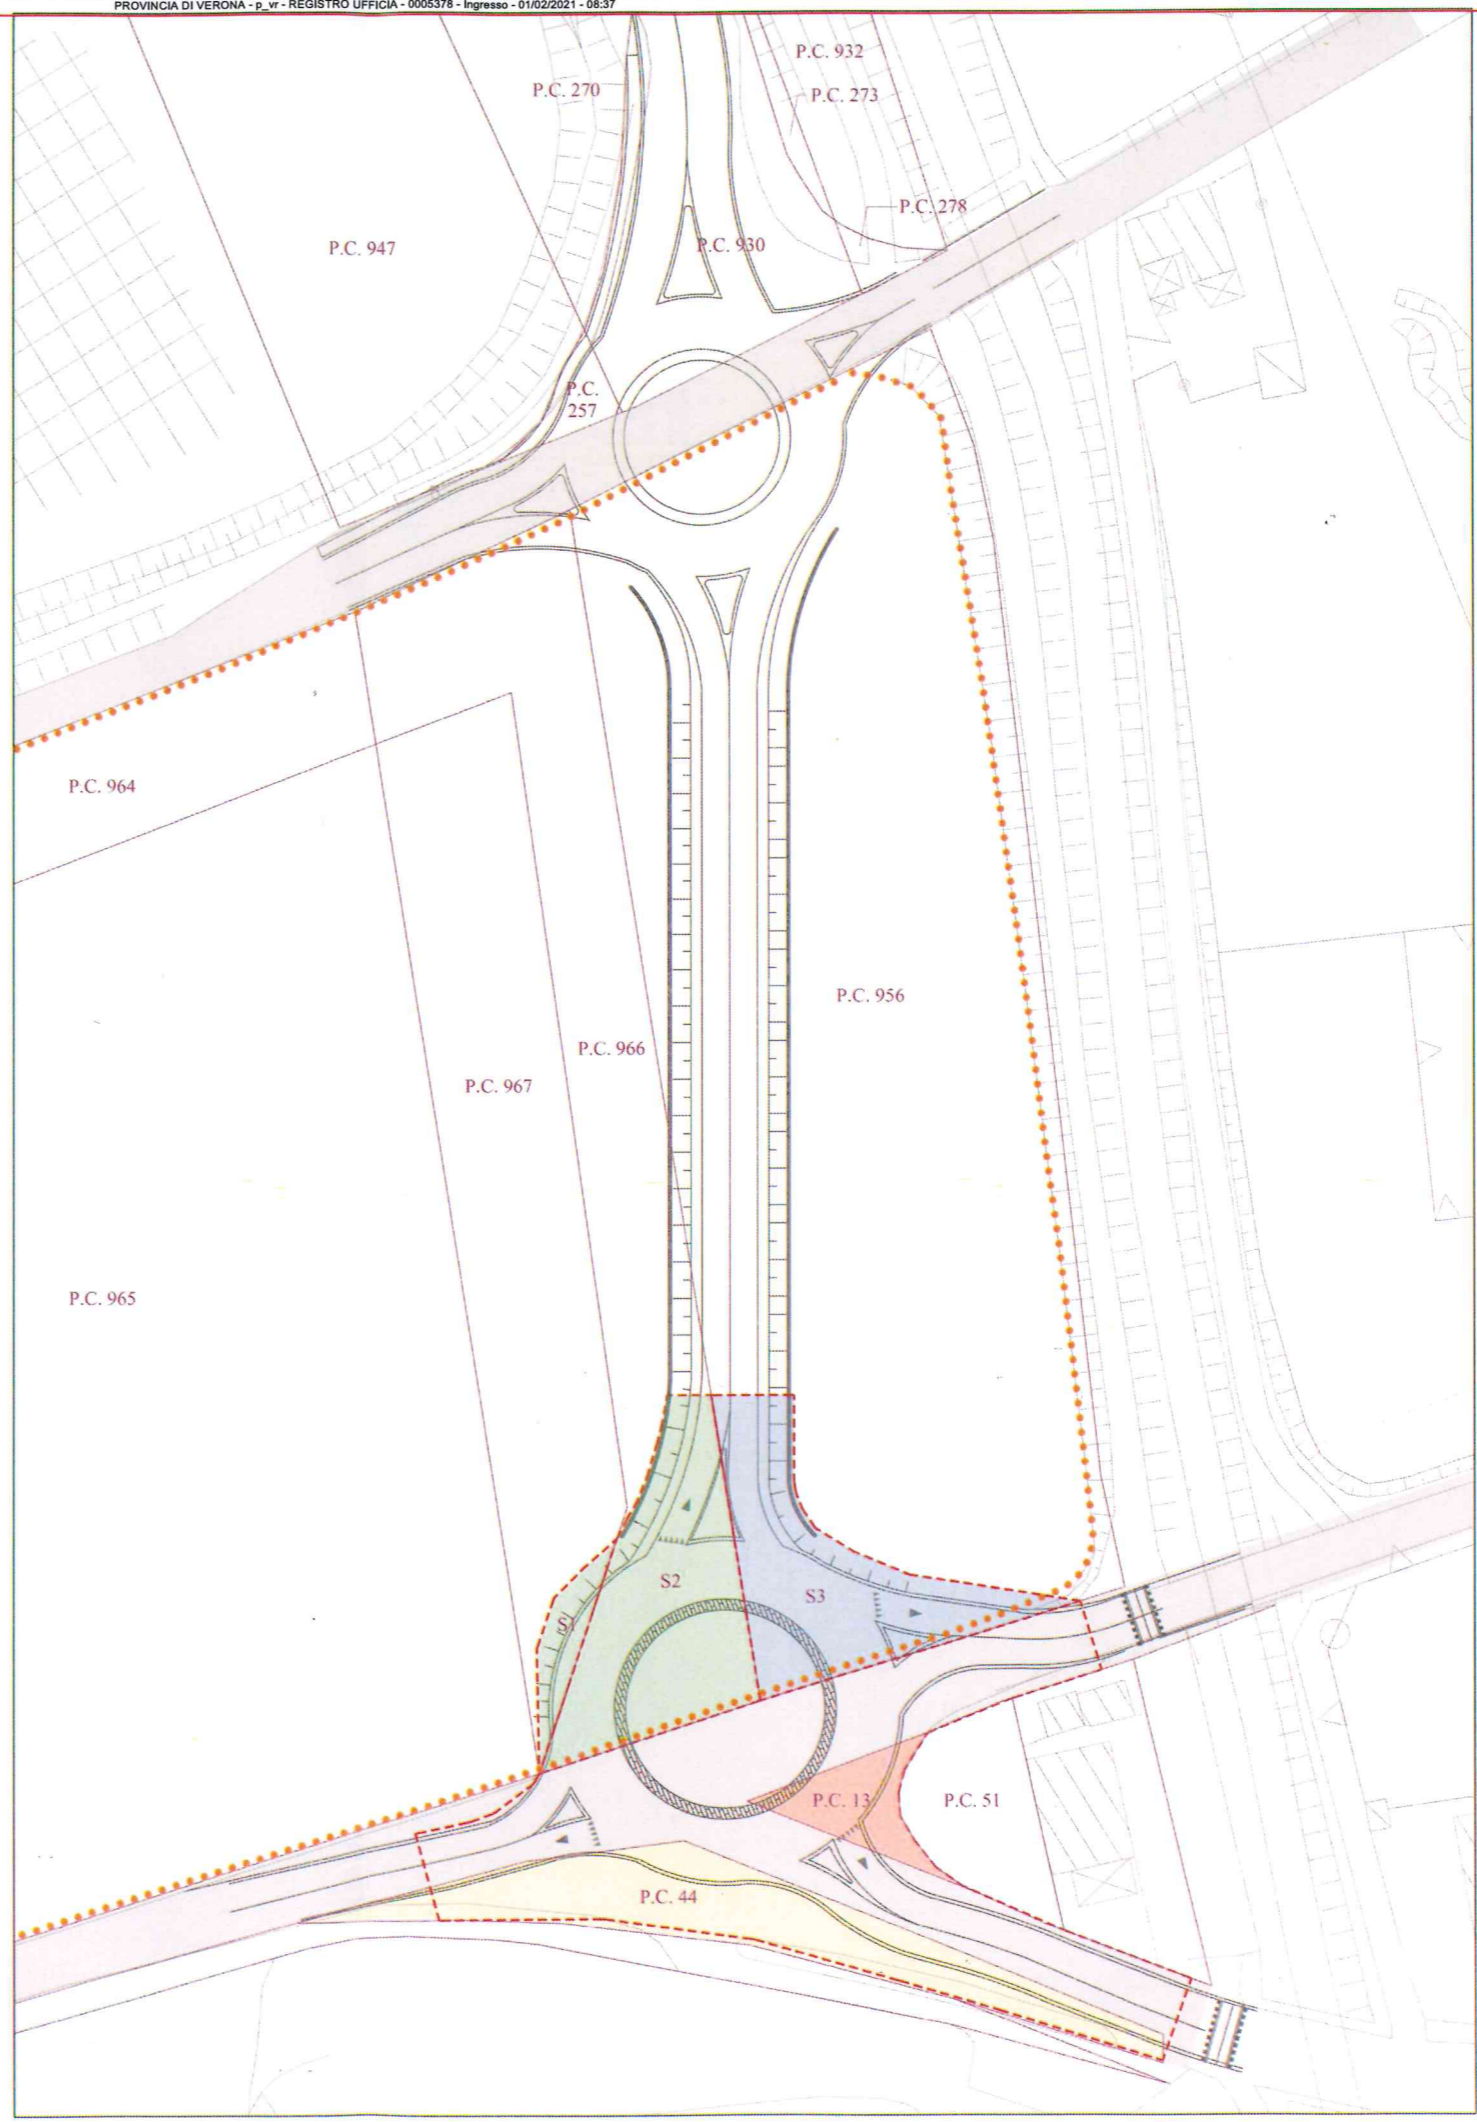 PROVINCIA DI VERONA - p_vr - REGISTRO UFFICIA - 0005378 - Ingresso - 01/02/2021 - 08:37
P.C. 932
P.C. 270
P.C. 273
P.C. 278
P.C. 947
P.C. 930
P.C.
257
P.C. 964
P.C. 956
P.C. 966
P.C. 967
P.C. 965
S2
S3
P.C. 13
P.C. 51
P.C. 44